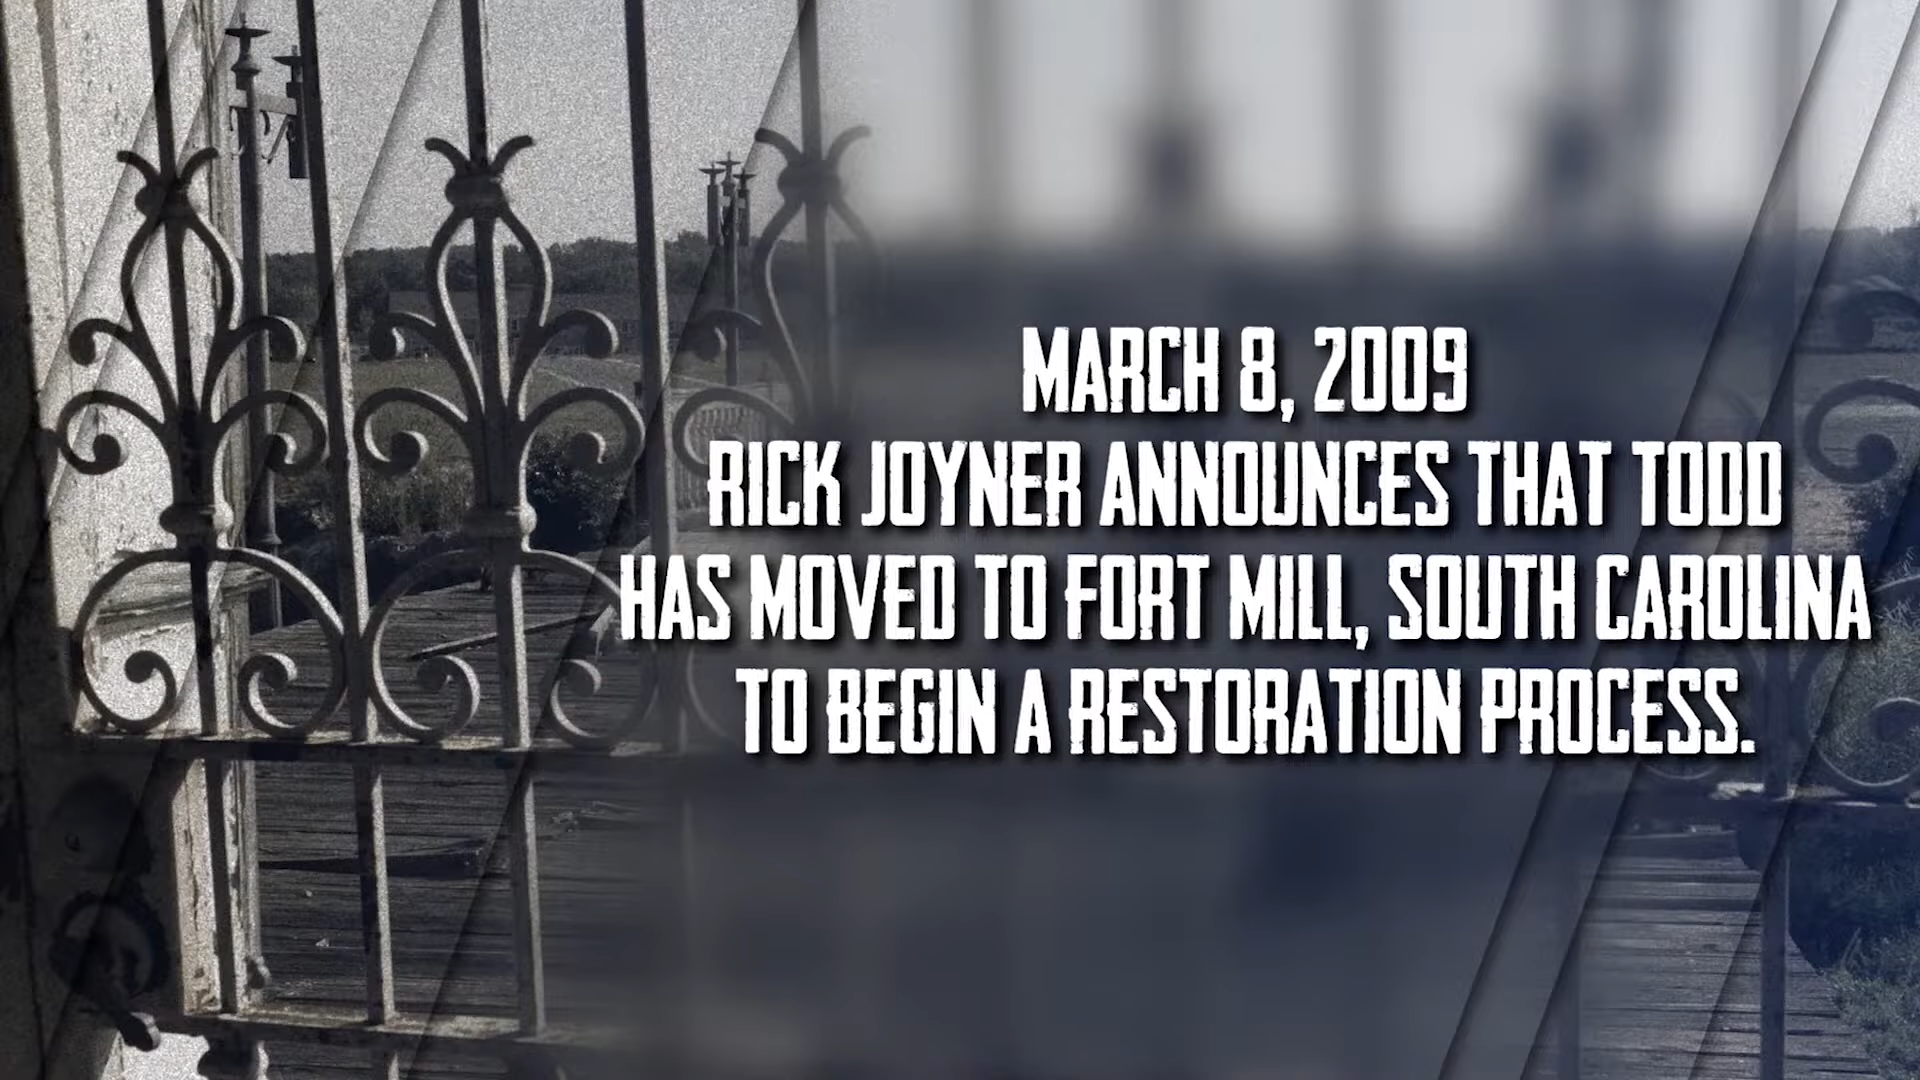 MARCH 8, 2009
RICK JOYNER ANNOUNCES THAT TODD
HAS MOVED TO FORT MILL, SOUTH CAROLINA
TO BEGIN A RESTORATION PROCESS.